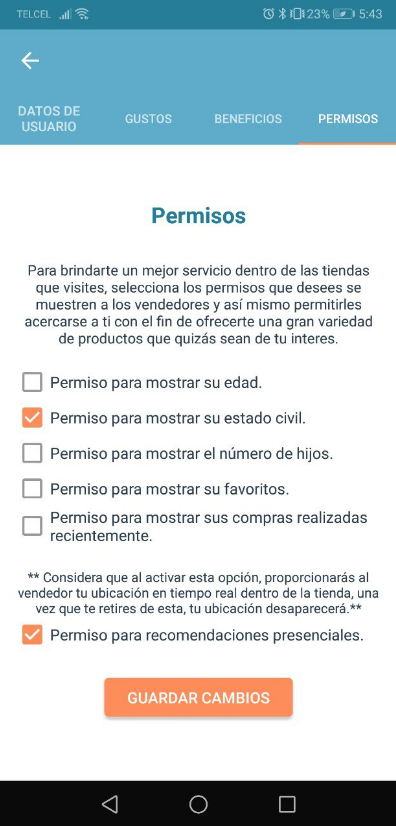 TELCEL 23% 5:43
DATOS DE
USUARIO
GUSTOS
BENEFICIOS
PERMISOS
Permisos
Para brindarte un mejor servicio dentro de las tiendas
que visites, selecciona los permisos que desees se
muestren a los vendedores y así mismo permitirles
acercarse a ti con el fin de ofrecerte una gran variedad
de productos que quizás sean de tu interes.
Permiso para mostrar su edad.
Permiso para mostrar su estado civil.
Permiso para mostrar el número de hijos.
Permiso para mostrar su favoritos.
Permiso para mostrar sus compras realizadas
recientemente.
** Considera que al activar esta opción, proporcionarás al
vendedor tu ubicación en tiempo real dentro de la tienda, una
vez que te retires de esta, tu ubicación desaparecerá.**
Permiso para recomendaciones presenciales.
GUARDAR CAMBIOS